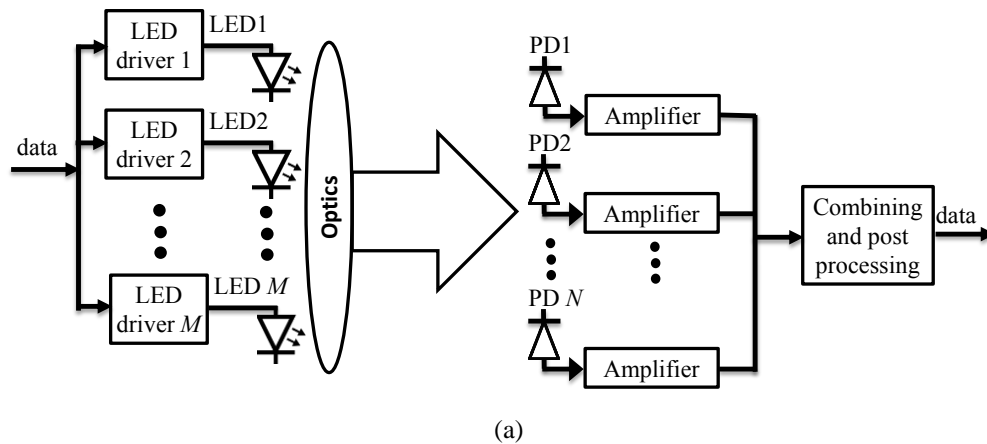 data
LED
driver 1
LED1
LED
driver 2
LED2
LED
driver M
LED M
Optics
PD1
Amplifier
PD2
Amplifier
PD N
Amplifier
Combining
and post
processing
data
(a)